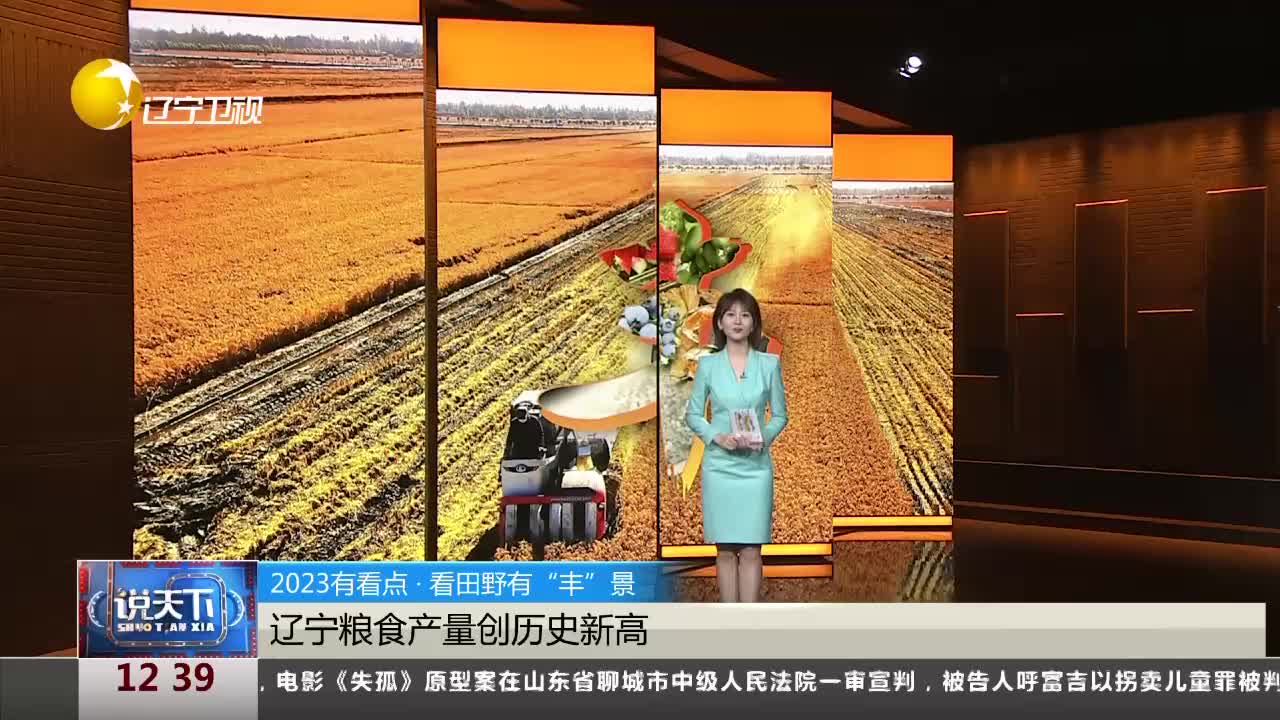 辽宁卫视
2023有看点·看田野有“丰”景
说天下
SHUO TIAN XIA
辽宁粮食产量创历史新高
12 39
，电影《失孤》原型案在山东省聊城市中级人民法院一审宣判，被告人呼富吉以拐卖儿童罪被判